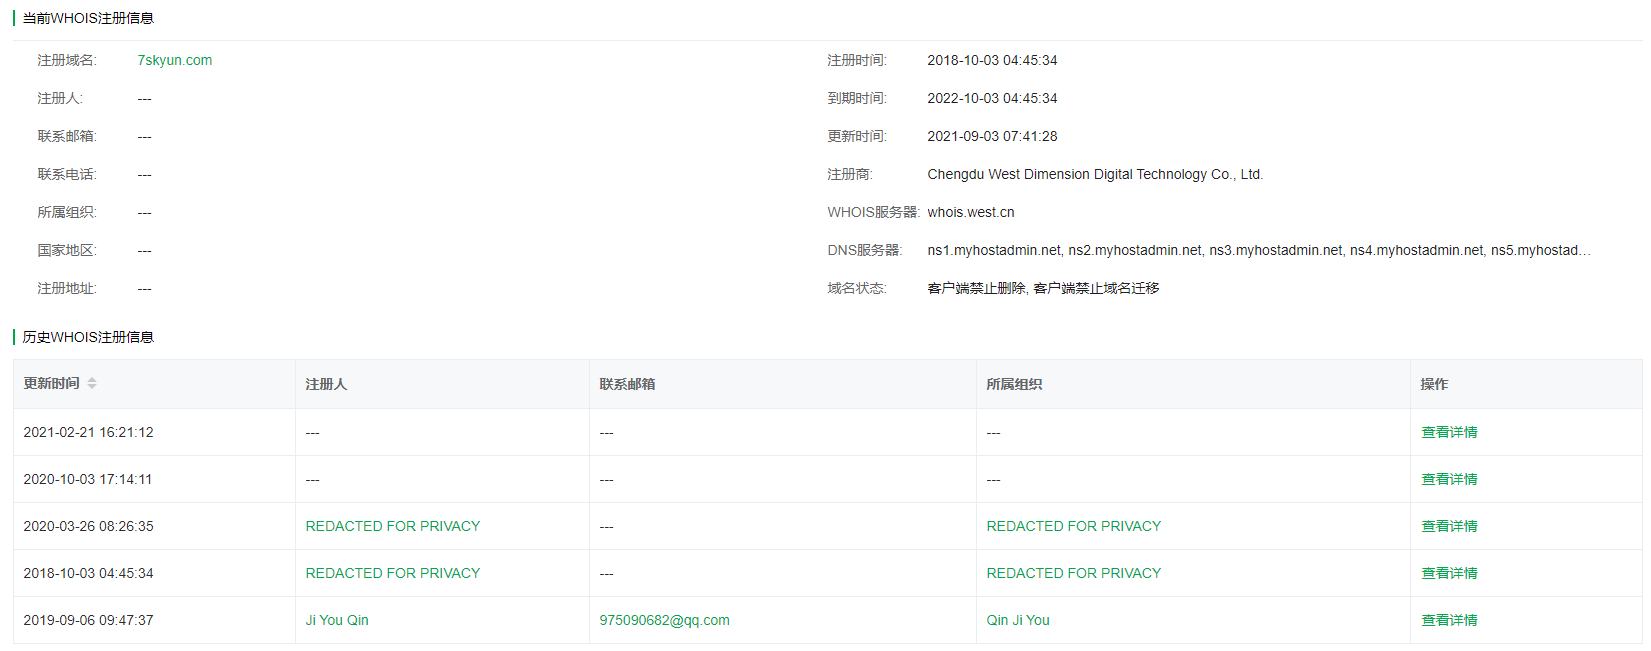 当前WHOIS注册信息
注册域名: 7skyun.com 注册时间: 2018-10-03 04:45:34
注册人: --- 到期时间: 2022-10-03 04:45:34
联系邮箱: --- 更新时间: 2021-09-03 07:41:28
联系电话: --- 注册商: Chengdu West Dimension Digital Technology Co., Ltd.
所属组织: --- WHOIS服务器: whois.west.cn
国家地区: --- DNS服务器: ns1.myhostadmin.net, ns2.myhostadmin.net, ns3.myhostadmin.net, ns4.myhostadmin.net, ns5.myhostad...
注册地址: --- 域名状态: 客户端禁止删除, 客户端禁止域名迁移
历史WHOIS注册信息
更新时间 注册人 联系邮箱 所属组织 操作
2021-02-21 16:21:12 --- --- --- 查看详情
2020-10-03 17:14:11 --- --- --- 查看详情
2020-03-26 08:26:35 REDACTED FOR PRIVACY --- REDACTED FOR PRIVACY 查看详情
2018-10-03 04:45:34 REDACTED FOR PRIVACY --- REDACTED FOR PRIVACY 查看详情
2019-09-06 09:47:37 Ji You Qin 975090682@qq.com Qin Ji You 查看详情